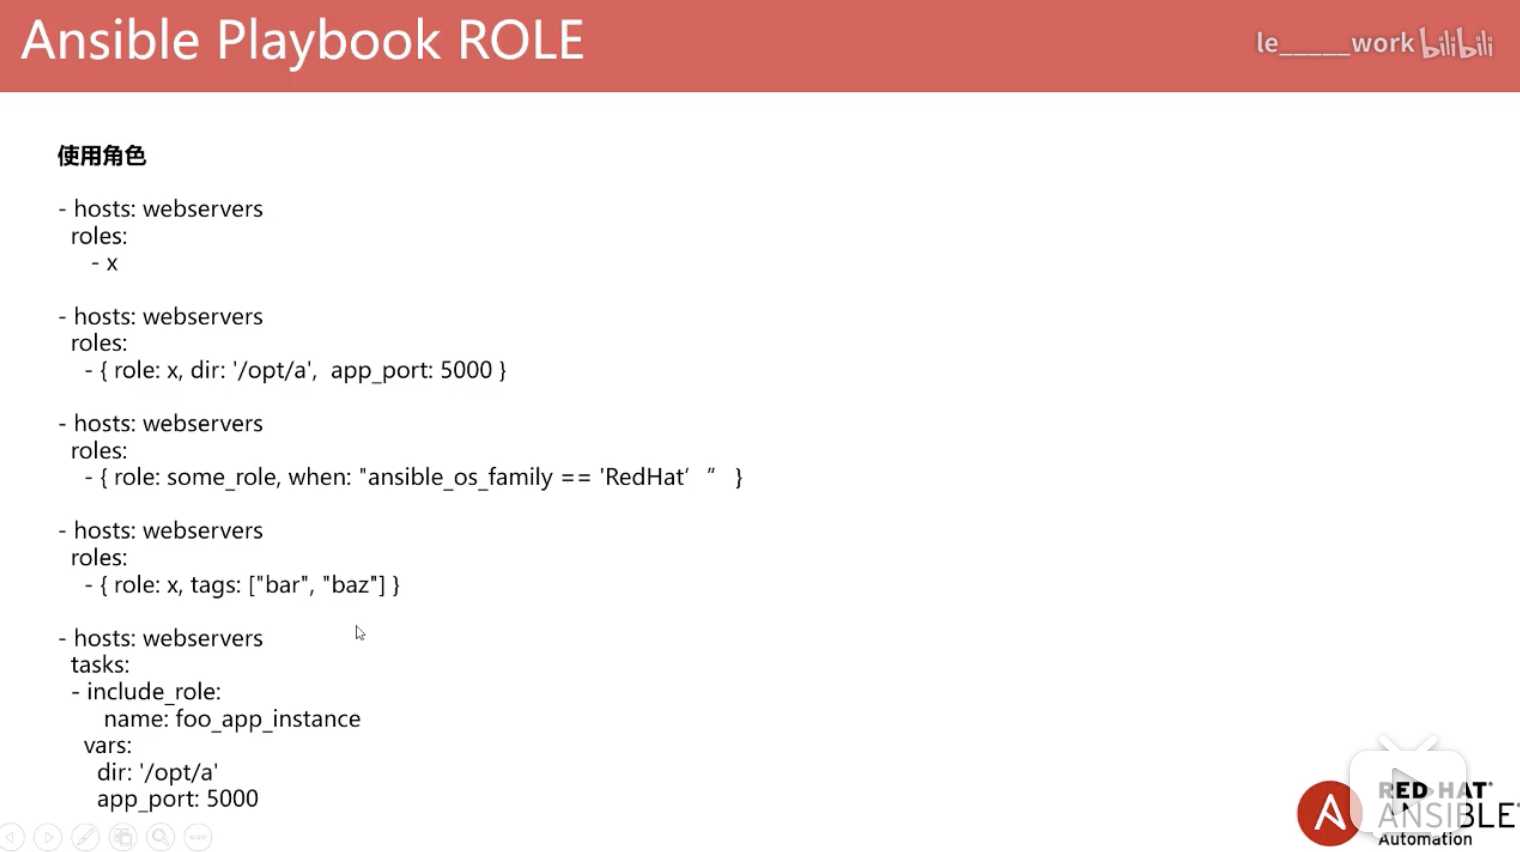 Ansible Playbook ROLE
le_____work bilibili
使用角色
- hosts: webservers
roles:
- x
- hosts: webservers
roles:
- { role: x, dir: '/opt/a', app_port: 5000 }
- hosts: webservers
roles:
- { role: some_role, when: "ansible_os_family == 'RedHat’ ” }
- hosts: webservers
roles:
- { role: x, tags: ["bar", "baz"] }
- hosts: webservers
tasks:
- include_role:
name: foo_app_instance
vars:
dir: '/opt/a'
app_port: 5000
RED HAT
ANSIBLE
Automation